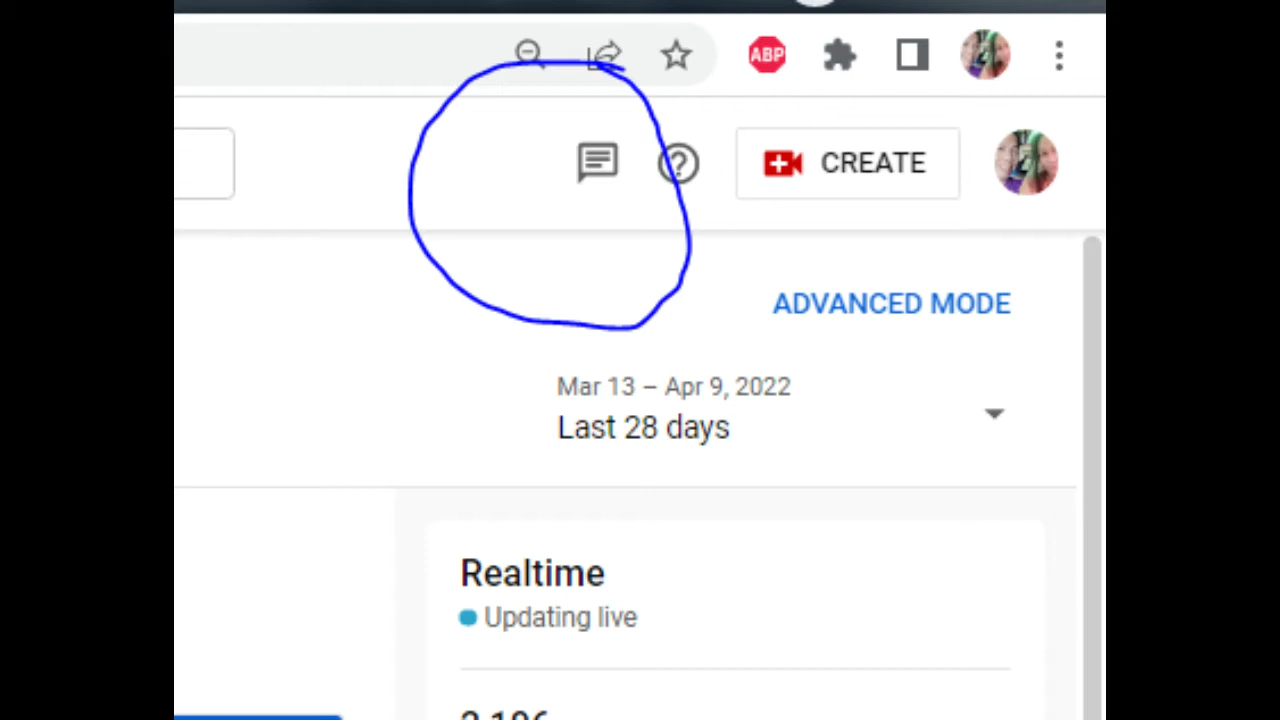 ABP
CREATE
ADVANCED MODE
Mar 13 – Apr 9, 2022
Last 28 days
Realtime
Updating live